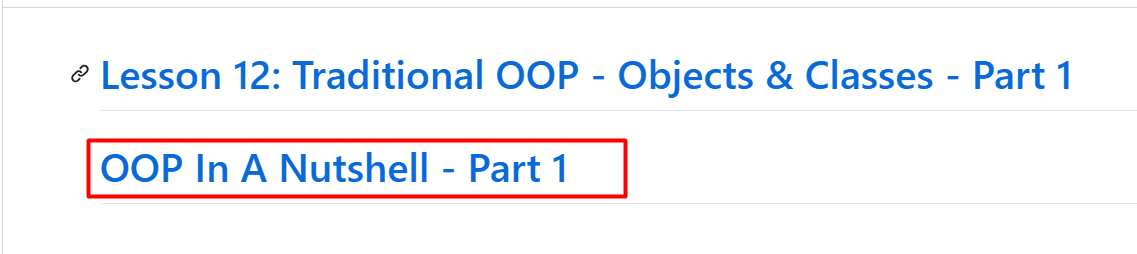 Lesson 12: Traditional OOP - Objects & Classes - Part 1
OOP In A Nutshell - Part 1